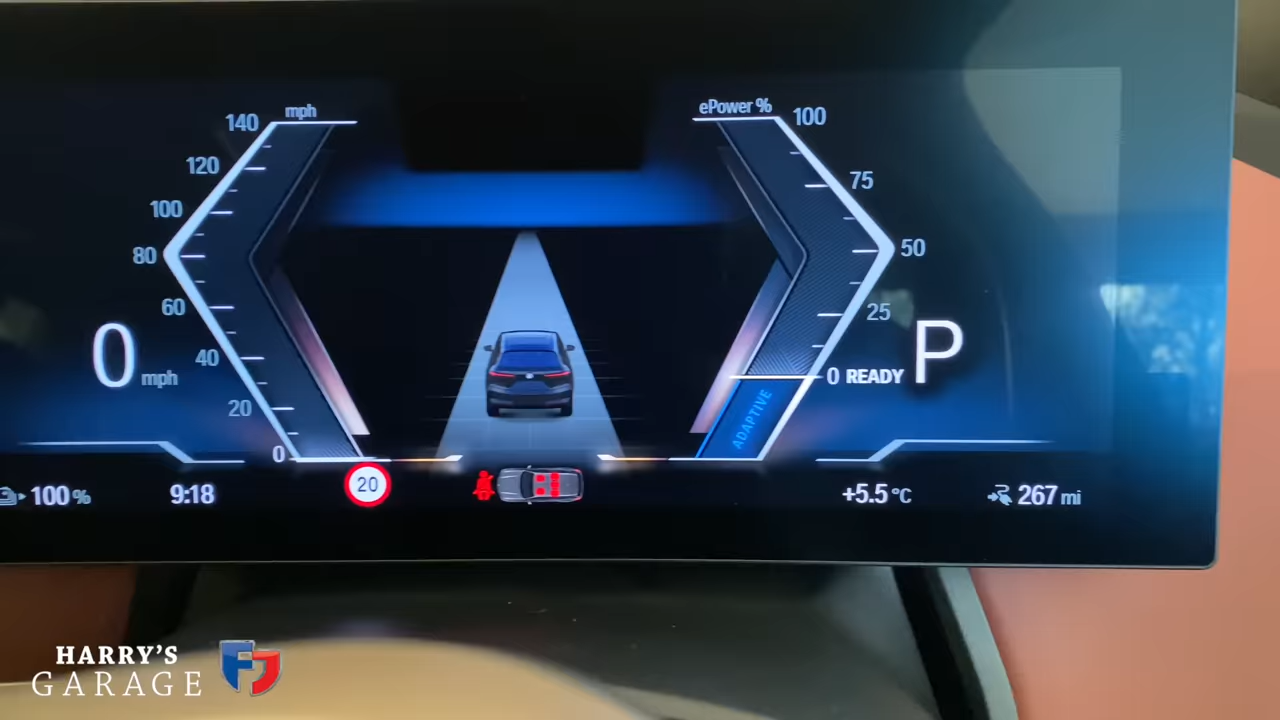 mph
140
120
100
80
60
40
20
0
0 mph
ePower %
100
75
50
25
0 READY
P
ADAPTIVE
100 %
9:18
20
+5.5 °C
267 mi
HARRY'S
GARAGE